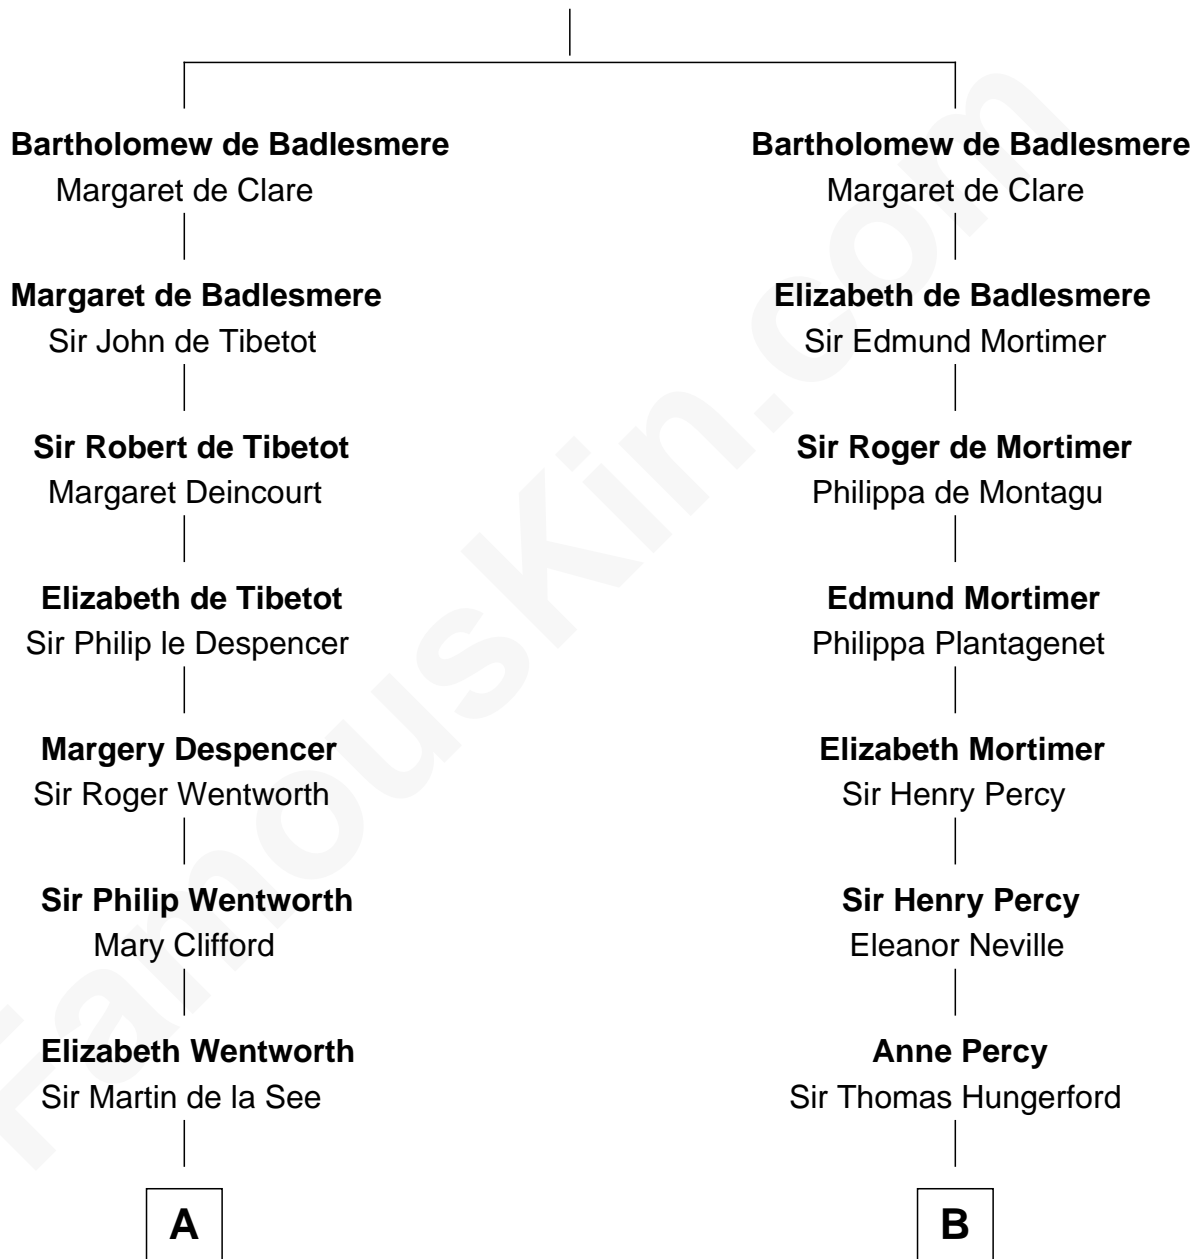 Bartholomew de Badlesmere
Margaret de Clare
Margaret de Badlesmere
Sir John de Tibetot
Sir Robert de Tibetot
Margaret Deincourt
Elizabeth de Tibetot
Sir Philip le Despencer
Margery Despencer
Sir Roger Wentworth
Sir Philip Wentworth
Mary Clifford
Elizabeth Wentworth
Sir Martin de la See
A
Bartholomew de Badlesmere
Margaret de Clare
Elizabeth de Badlesmere
Sir Edmund Mortimer
Sir Roger de Mortimer
Philippa de Montagu
Edmund Mortimer
Philippa Plantagenet
Elizabeth Mortimer
Sir Henry Percy
Sir Henry Percy
Eleanor Neville
Anne Percy
Sir Thomas Hungerford
B
FamousKin.com